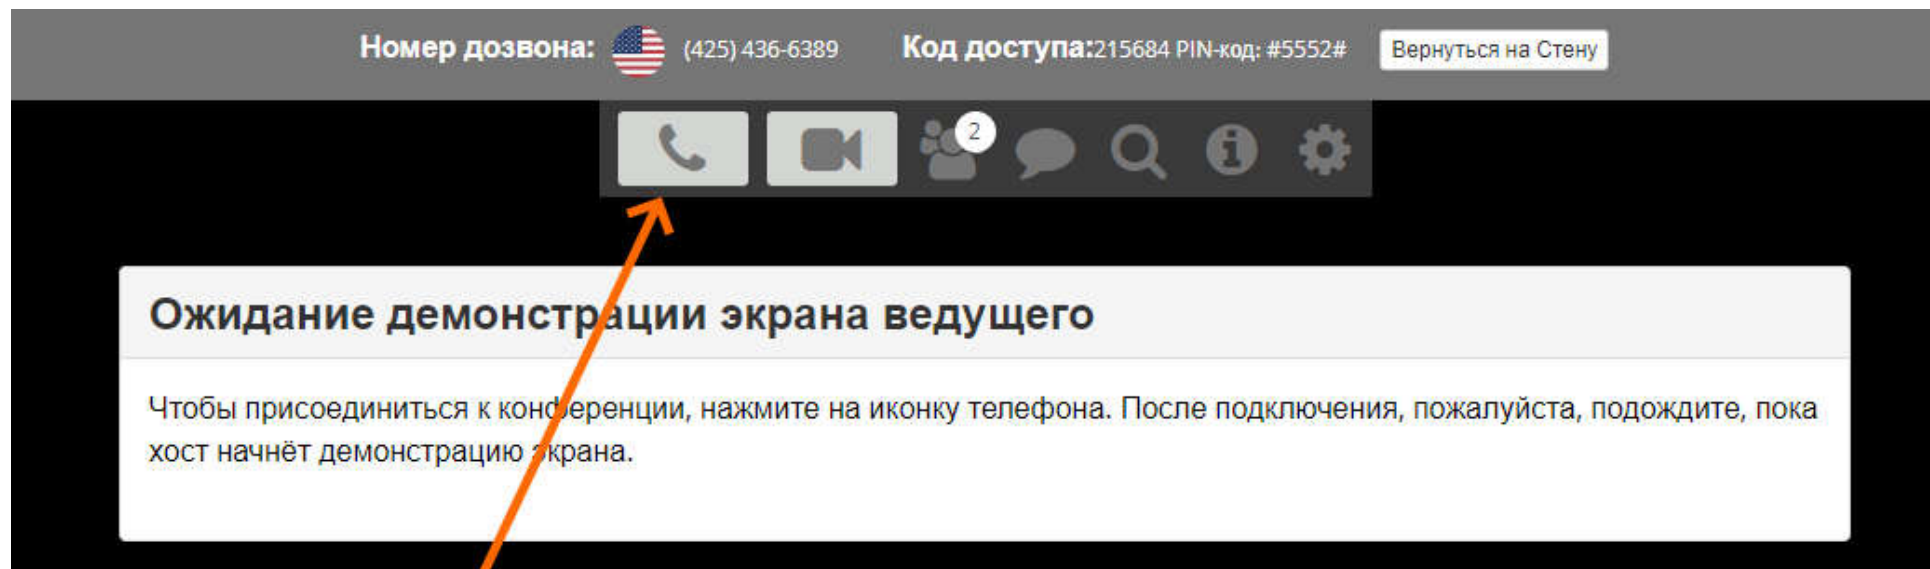 Номер дозвона: (425) 436-6389 Код доступа:215684 PIN-код: #5552# Вернуться на Стену
2
Ожидание демонстрации экрана ведущего
Чтобы присоединиться к конференции, нажмите на иконку телефона. После подключения, пожалуйста, подождите, пока
хост начнёт демонстрацию экрана.